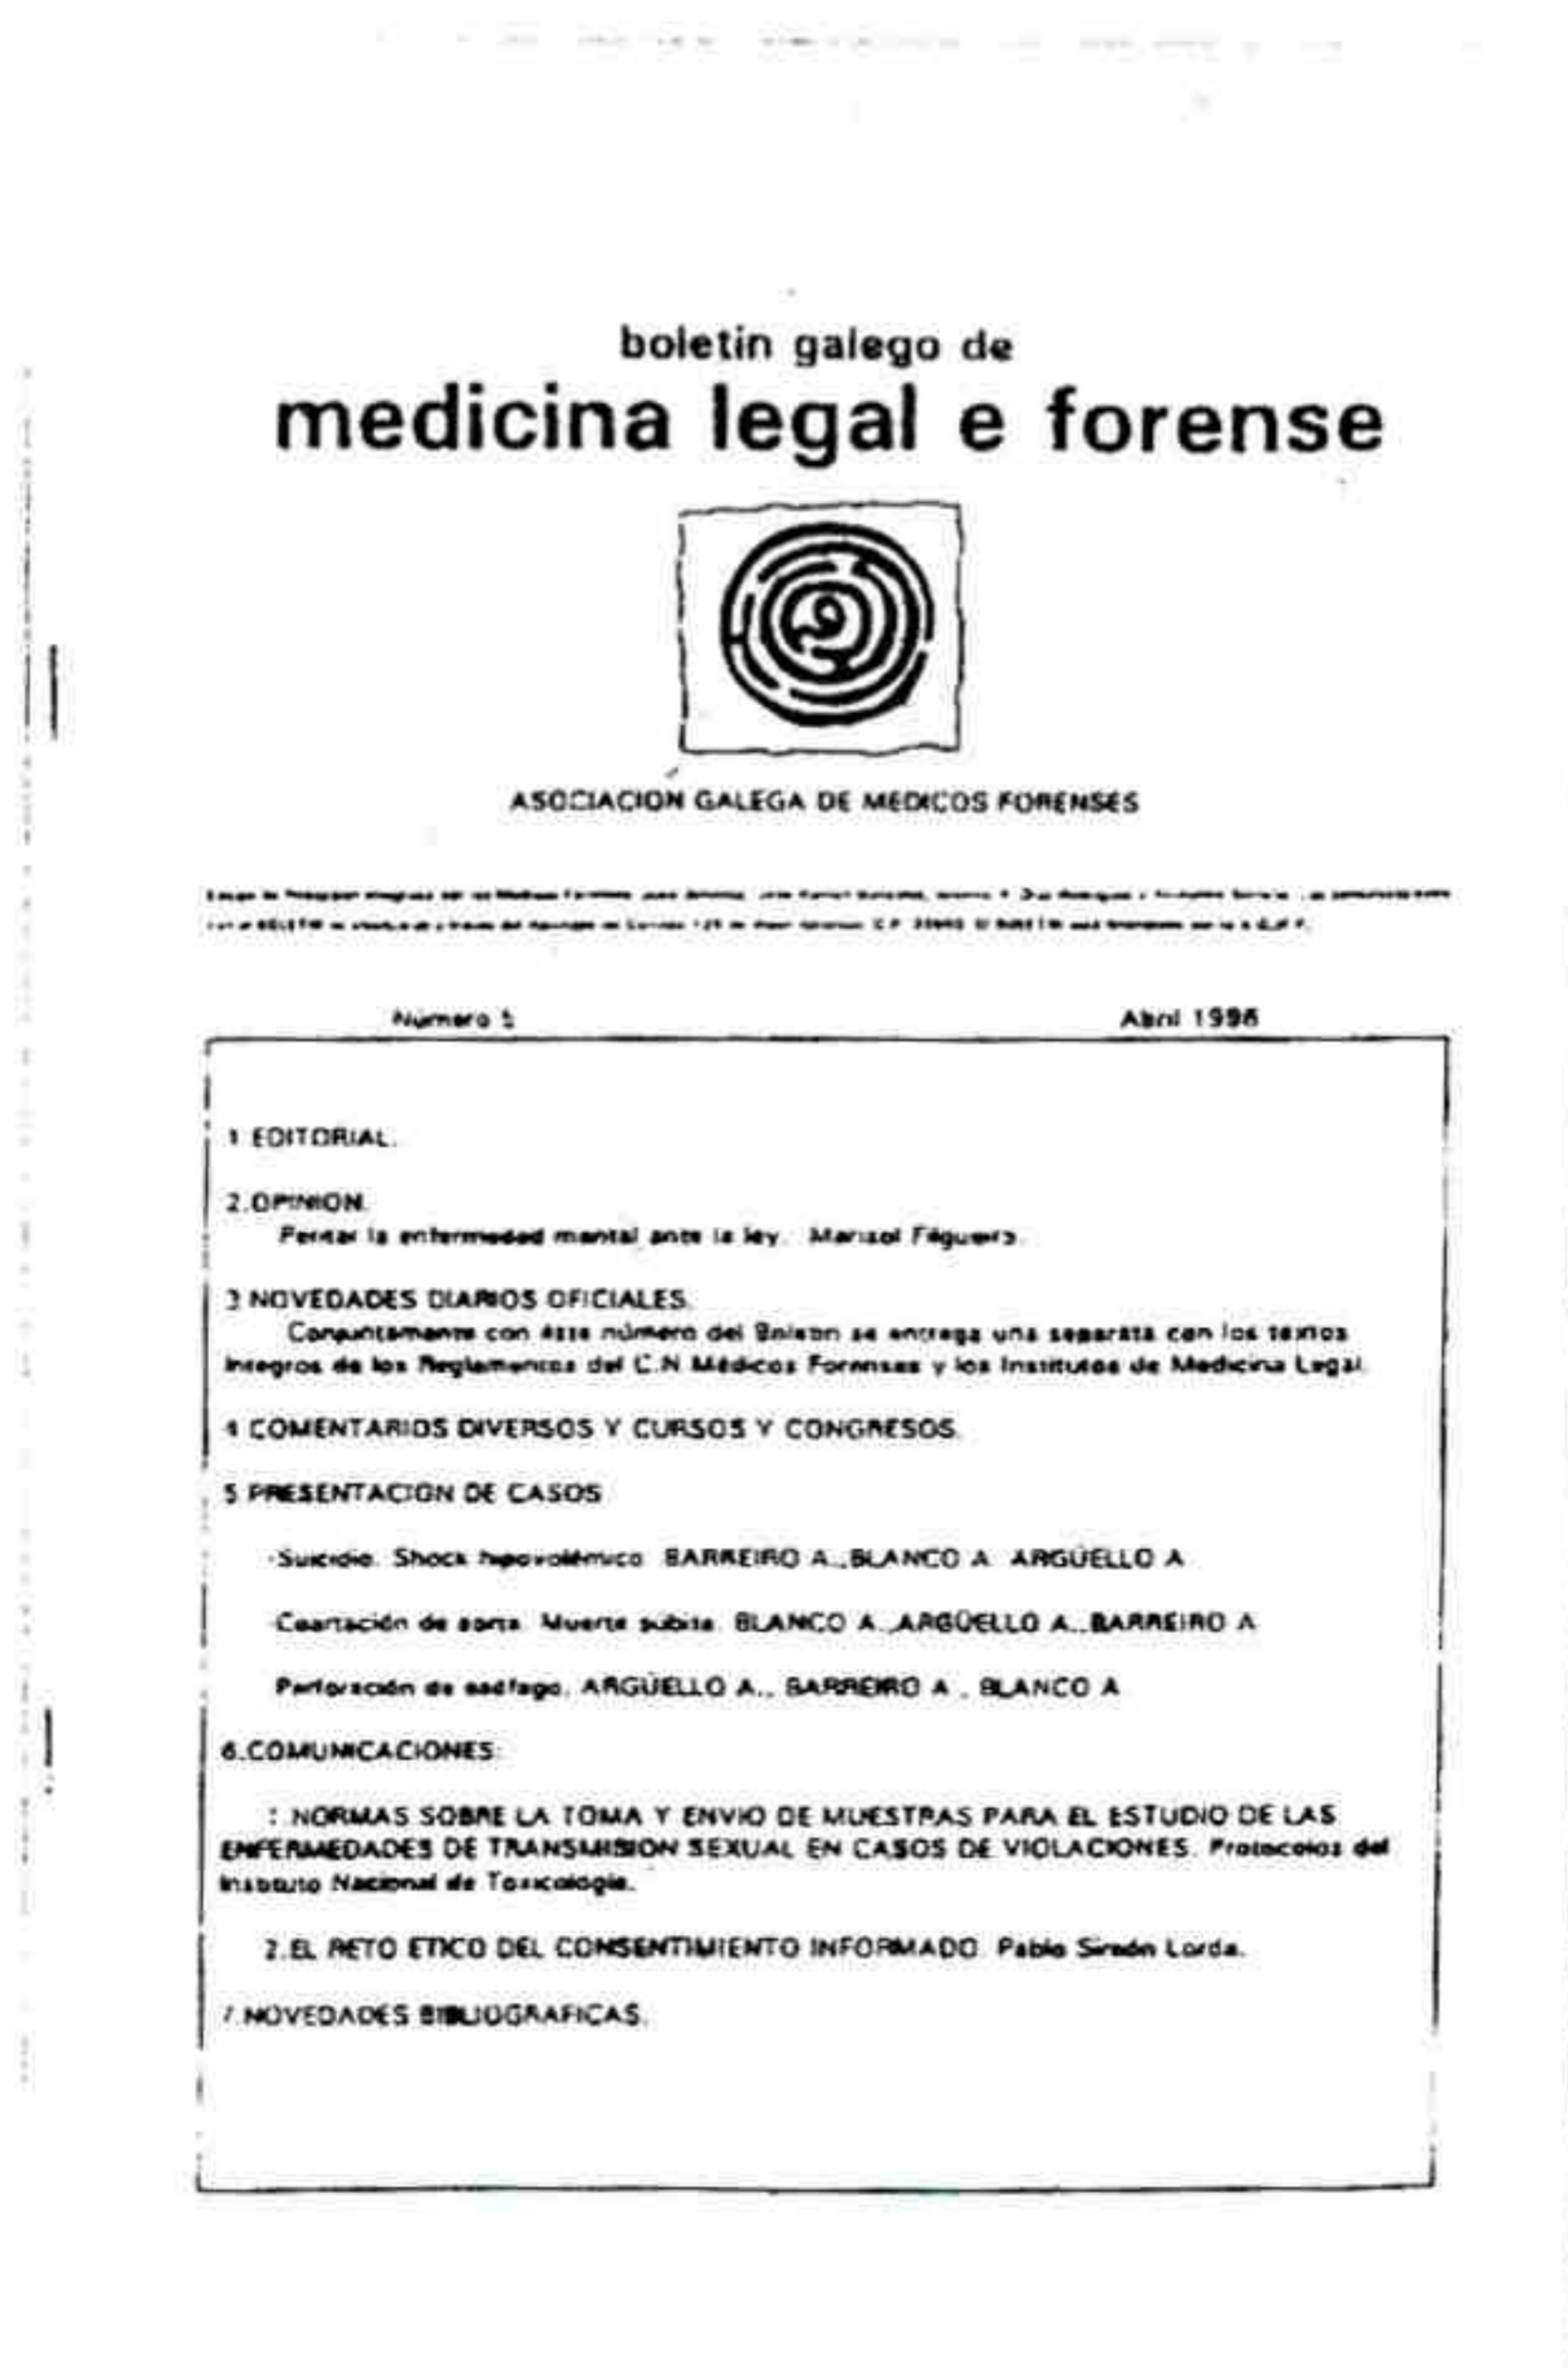 boletin galego de
medicina legal e forense
ASOCIACION GALEGA DE MEDICOS FORENSES
BOLETIN
Número 5
Abril 1996
1 EDITORIAL.
2.OPINION.
Peritar la enfermedad mental ante la ley. Marisol Filgueira.
3 NOVEDADES DIARIOS OFICIALES.
Conjuntamente con éste número del Boletín se entrega una separata con los textos
integros de los Reglamentos del C.N Médicos Forenses y los Institutos de Medicina Legal.
4 COMENTARIOS DIVERSOS Y CURSOS Y CONGRESOS.
5 PRESENTACION DE CASOS
-Suicidio. Shock hipovolémico. BARREIRO A.,BLANCO A. ARGÜELLO A
-Coartación de aorta. Muerte súbita. BLANCO A.,ARGÜELLO A.,BARREIRO A
Perforación de esófago. ARGÜELLO A., BARREIRO A., BLANCO A
6.COMUNICACIONES:
1 NORMAS SOBRE LA TOMA Y ENVIO DE MUESTRAS PARA EL ESTUDIO DE LAS
ENFERMEDADES DE TRANSMISION SEXUAL EN CASOS DE VIOLACIONES. Protocolos del
Instituto Nacional de Toxicología.
2.EL RETO ETICO DEL CONSENTIMIENTO INFORMADO. Pablo Simón Lorda.
7.NOVEDADES BIBLIOGRAFICAS.